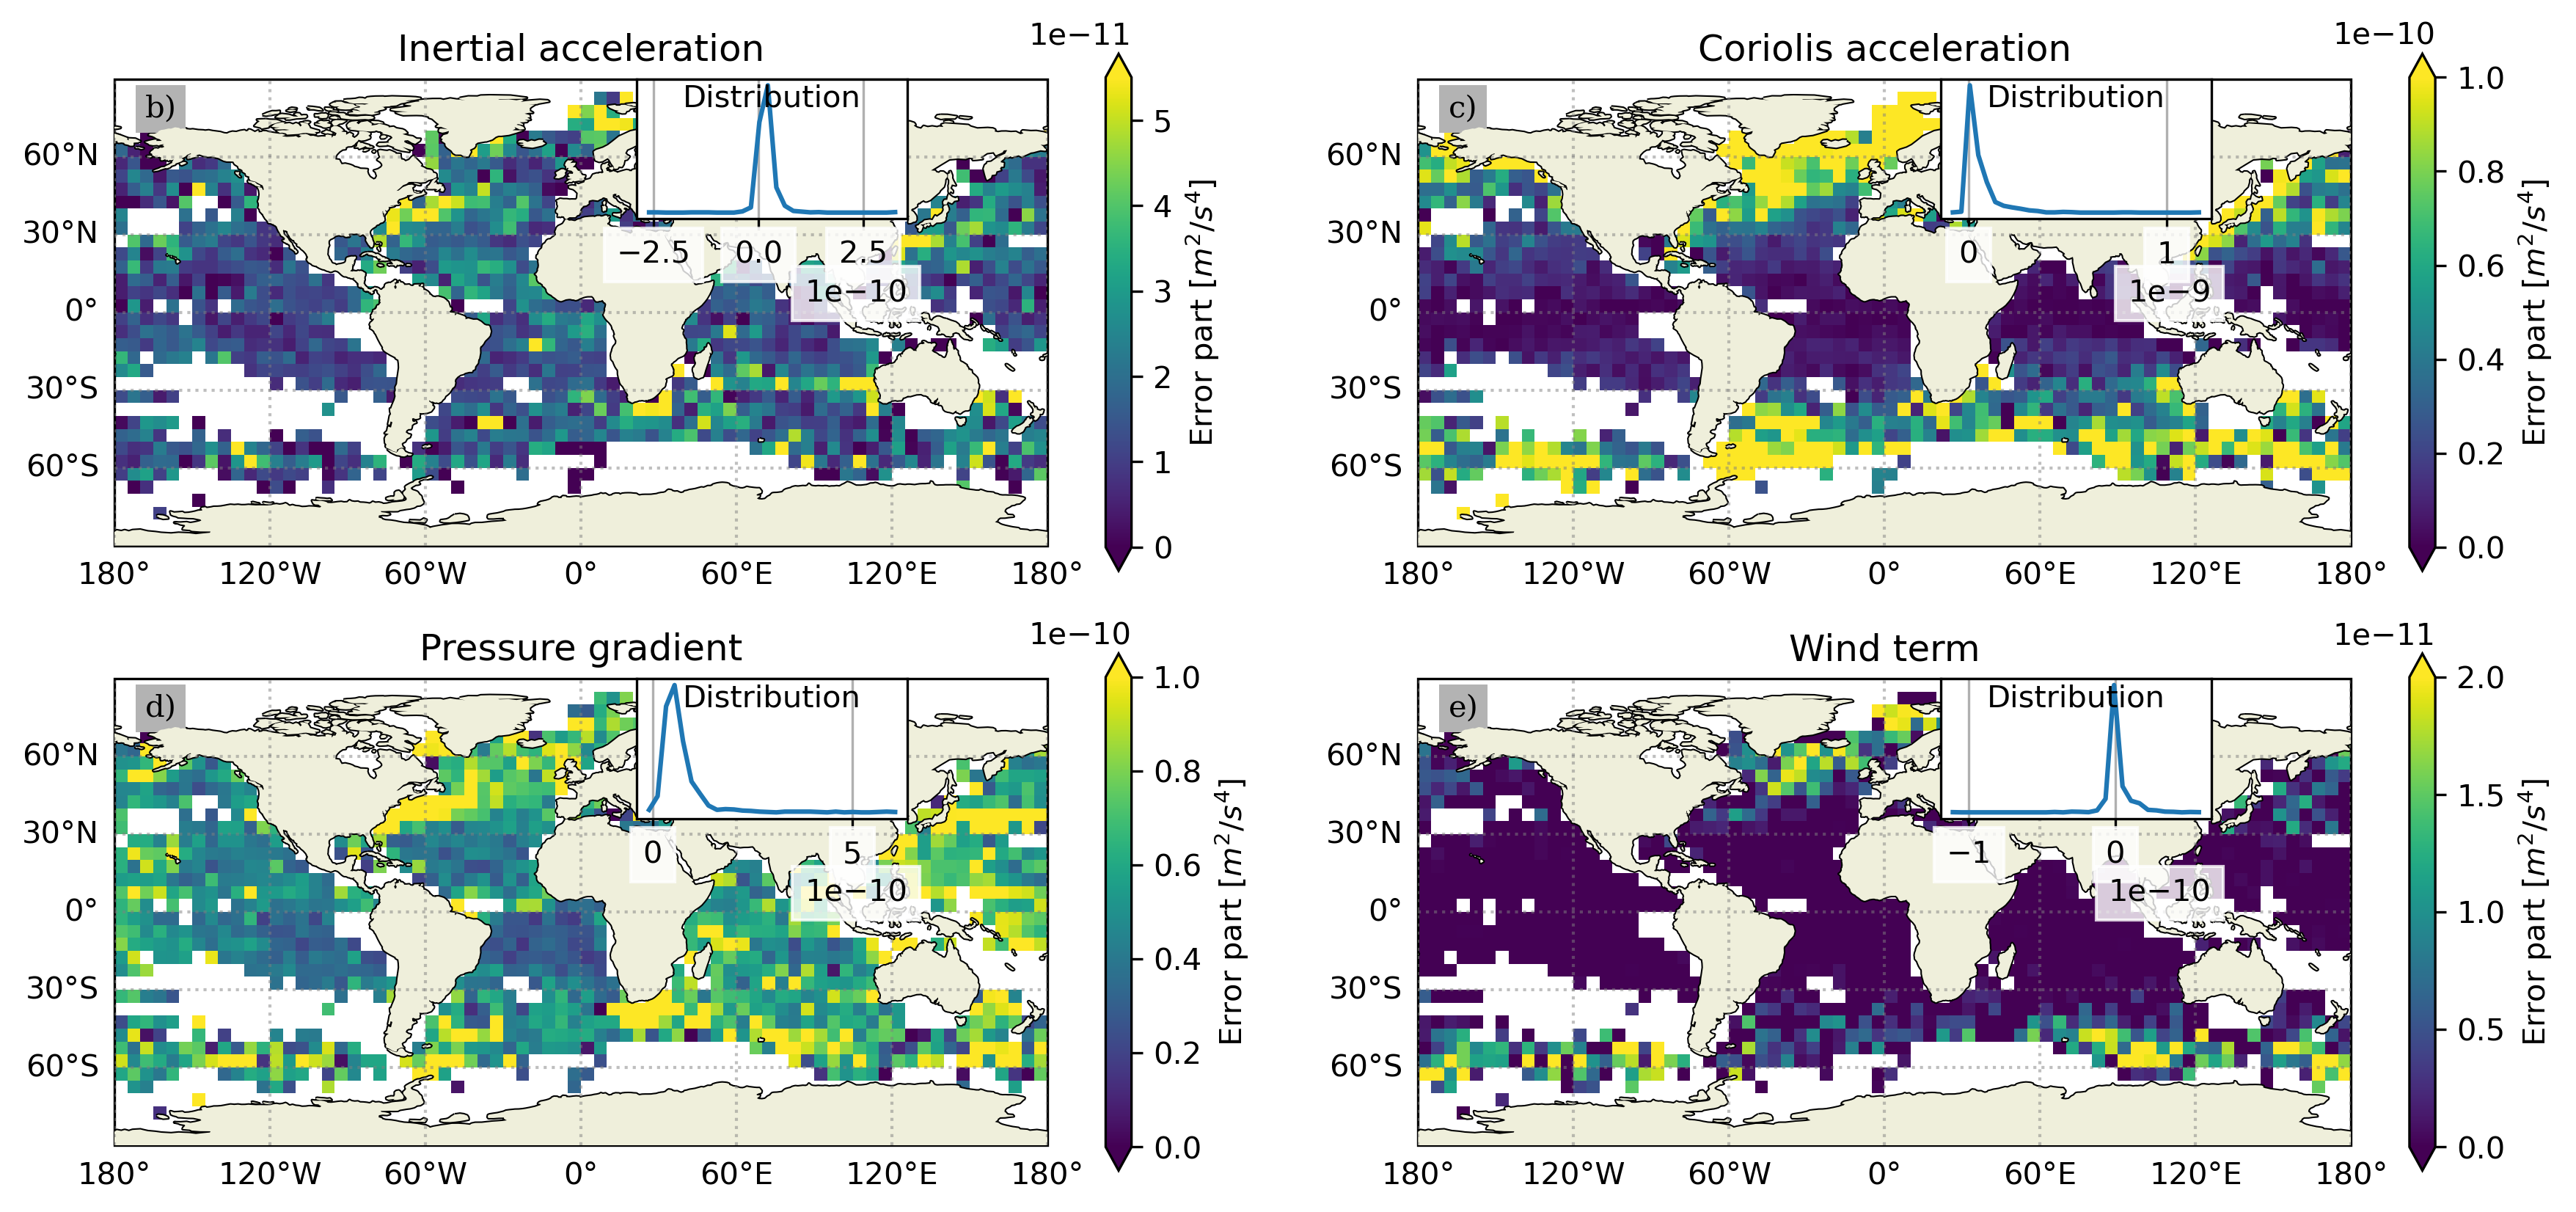 Inertial acceleration
1e−11
b)
Distribution
−2.5 0.0 2.5
1e−10
60°N
30°N
0°
30°S
60°S
180° 120°W 60°W 0° 60°E 120°E 180°
5
4
3
2
1
0
Error part [m²/s⁴]
Coriolis acceleration
1e−10
c)
Distribution
0 1
1e−9
60°N
30°N
0°
30°S
60°S
180° 120°W 60°W 0° 60°E 120°E 180°
1.0
0.8
0.6
0.4
0.2
0.0
Error part [m²/s⁴]
Pressure gradient
1e−10
d)
Distribution
0 5
1e−10
60°N
30°N
0°
30°S
60°S
180° 120°W 60°W 0° 60°E 120°E 180°
1.0
0.8
0.6
0.4
0.2
0.0
Error part [m²/s⁴]
Wind term
1e−11
e)
Distribution
−1 0
1e−10
60°N
30°N
0°
30°S
60°S
180° 120°W 60°W 0° 60°E 120°E 180°
2.0
1.5
1.0
0.5
0.0
Error part [m²/s⁴]